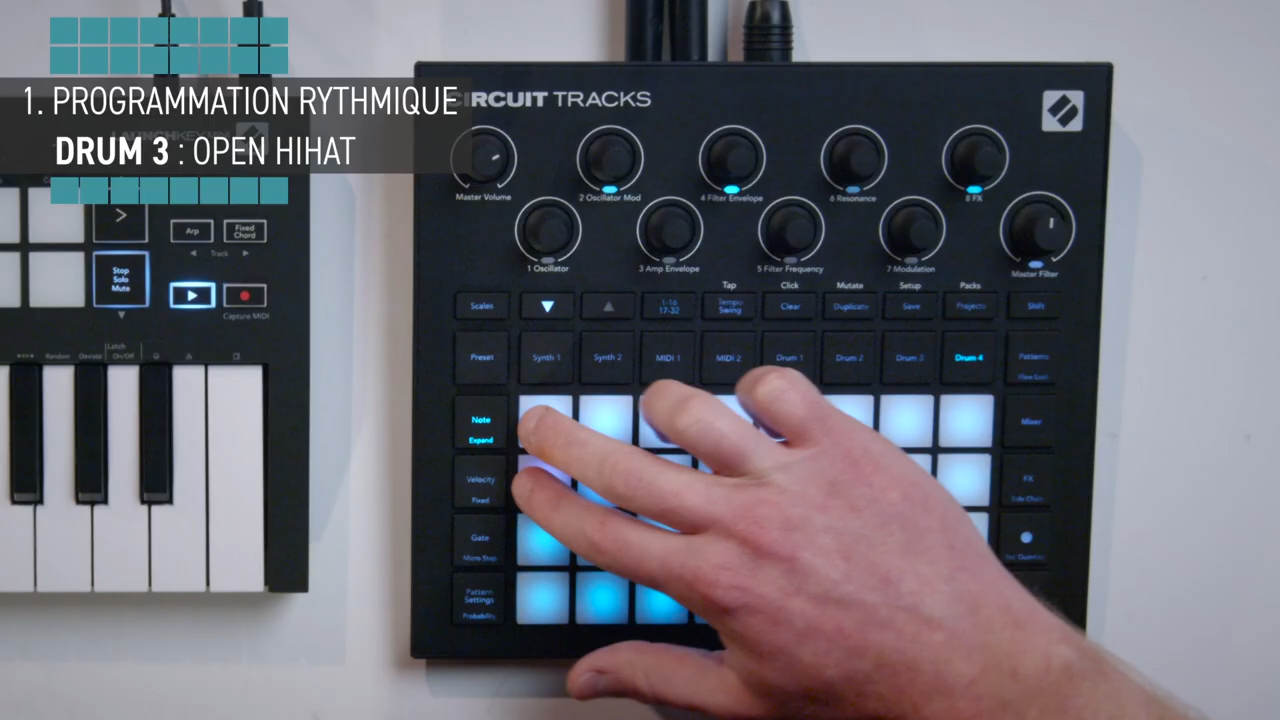 1. PROGRAMMATION RYTHMIQUE
DRUM 3 : OPEN HIHAT
CIRCUIT TRACKS
Master Volume
2 Oscillator Mod
4 Filter Envelope
6 Resonance
8 FX
1 Oscillator
3 Amp Envelope
5 Filter Frequency
7 Modulation
Master Filter
Tap
Click
Mutate
Setup
Packs
Scales
1-16
17-32
Tempo
Swing
Clear
Duplicate
Save
Projects
Shift
Preset
Synth 1
Synth 2
MIDI 1
MIDI 2
Drum 1
Drum 2
Drum 3
Drum 4
Patterns
View Lock
Note
Expand
Mixer
Velocity
Fixed
FX
Side Chain
Gate
Micro Step
Rec Quantise
Pattern
Settings
Probability
LAUNCHKEY
>
Arp
Fixed
Chord
Track
Stop
Solo
Mute
Capture MIDI
Latch
Random
Deviate
On/Off